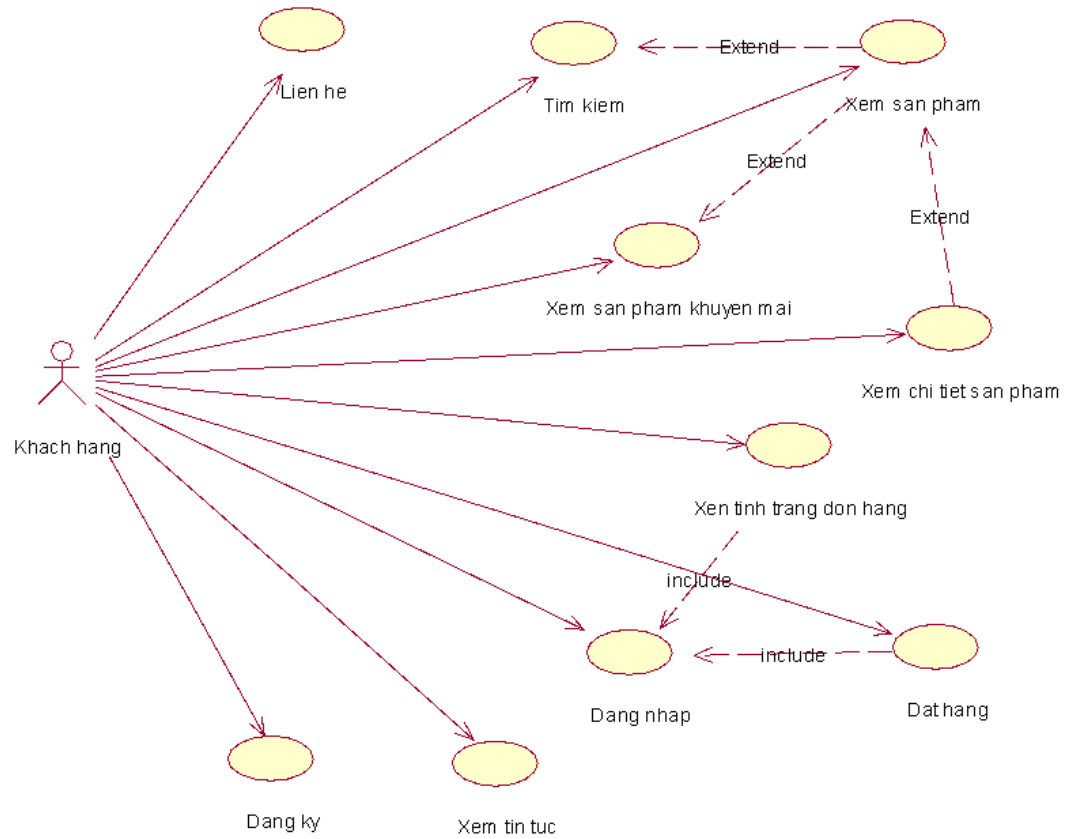 Lien he
Tim kiem
Extend
Xem san pham
Extend
Extend
Xem san pham khuyen mai
Xem chi tiet san pham
Khach hang
Xen tinh trang don hang
include
include
Dang nhap
Dat hang
Dang ky
Xem tin tuc